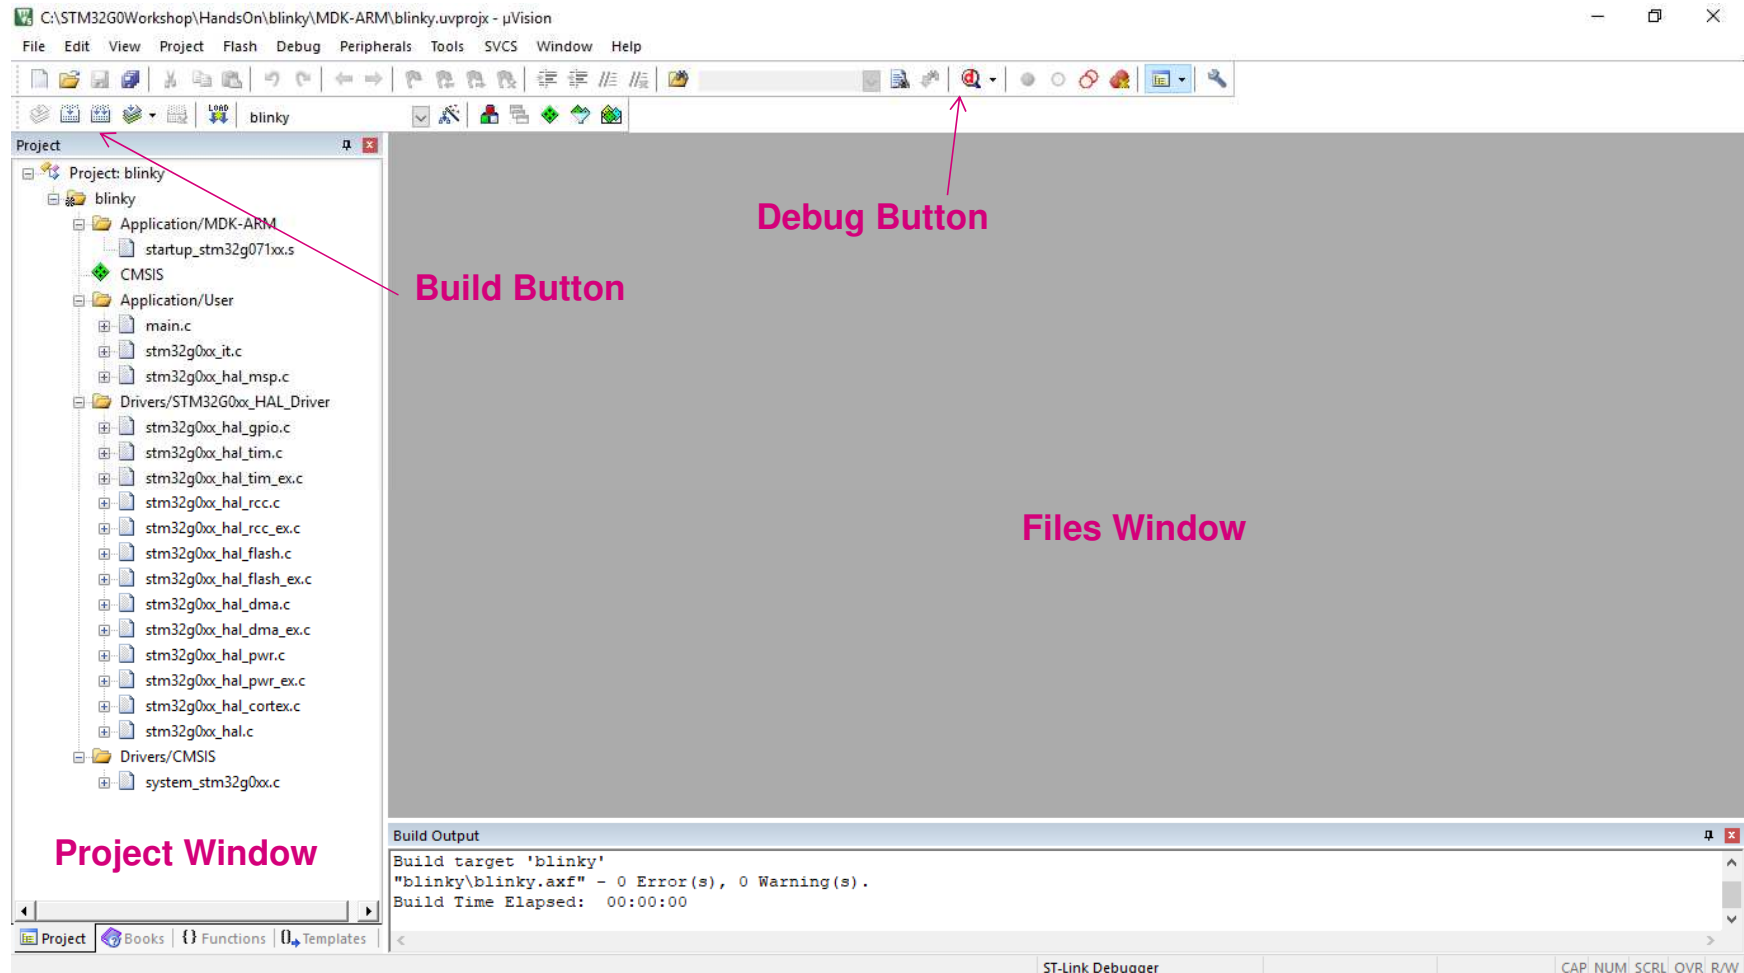 C:\STM32G0Workshop\HandsOn\blinky\MDK-ARM\blinky.uvprojx - µVision
File Edit View Project Flash Debug Peripherals Tools SVCS Window Help
LOAD
blinky
Project
Project: blinky
blinky
Application/MDK-ARM
startup_stm32g071xx.s
CMSIS
Application/User
main.c
stm32g0xx_it.c
stm32g0xx_hal_msp.c
Drivers/STM32G0xx_HAL_Driver
stm32g0xx_hal_gpio.c
stm32g0xx_hal_tim.c
stm32g0xx_hal_tim_ex.c
stm32g0xx_hal_rcc.c
stm32g0xx_hal_rcc_ex.c
stm32g0xx_hal_flash.c
stm32g0xx_hal_flash_ex.c
stm32g0xx_hal_dma.c
stm32g0xx_hal_dma_ex.c
stm32g0xx_hal_pwr.c
stm32g0xx_hal_pwr_ex.c
stm32g0xx_hal_cortex.c
stm32g0xx_hal.c
Drivers/CMSIS
system_stm32g0xx.c
Project Window
Project Books {} Functions Templates
Debug Button
Build Button
Files Window
Build Output
Build target 'blinky'
"blinky\blinky.axf" - 0 Error(s), 0 Warning(s).
Build Time Elapsed: 00:00:00
ST-Link Debugger CAP NUM SCRL OVR R/W